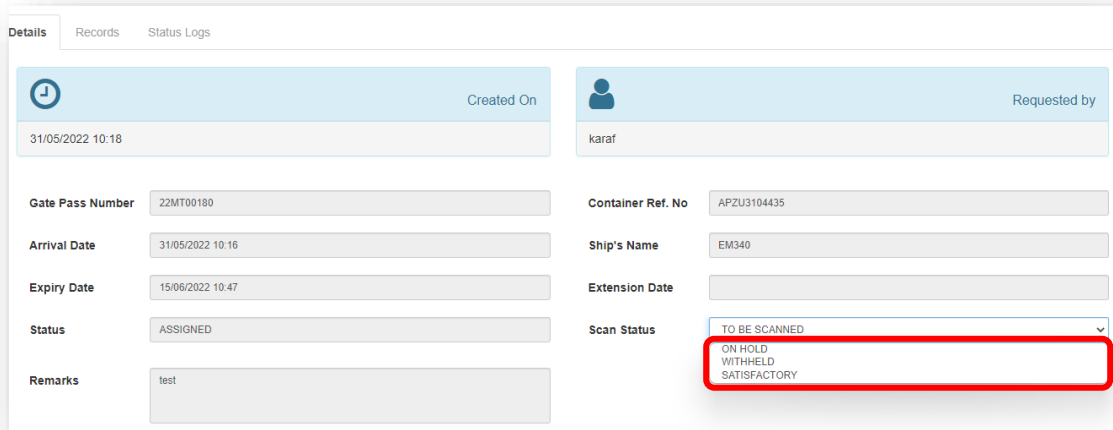 Details Records Status Logs
Created On
31/05/2022 10:18
Requested by
karaf
Gate Pass Number 22MT00180
Container Ref. No APZU3104435
Arrival Date 31/05/2022 10:16
Ship's Name EM340
Expiry Date 15/06/2022 10:47
Extension Date
Status ASSIGNED
Scan Status TO BE SCANNED
ON HOLD
WITHHELD
SATISFACTORY
Remarks test